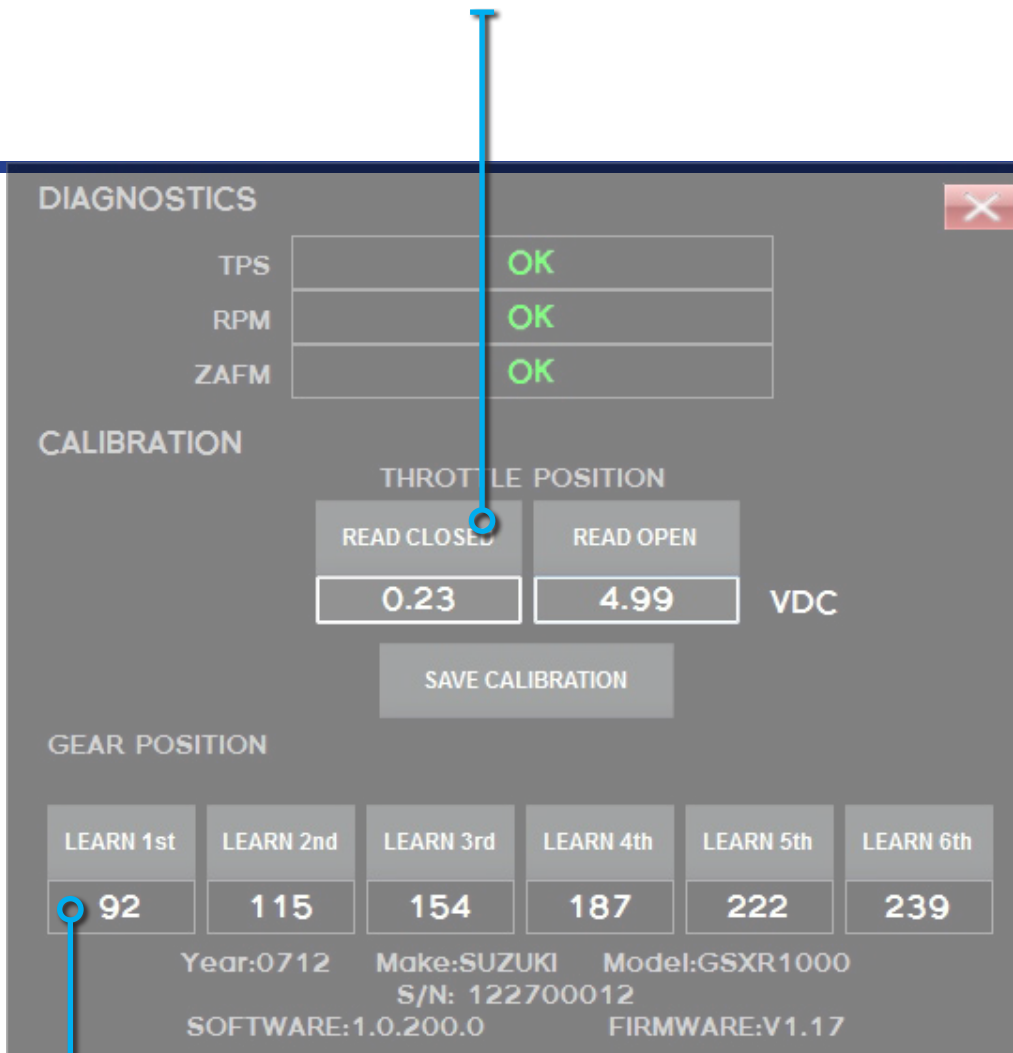 DIAGNOSTICS
TPS OK
RPM OK
ZAFM OK
CALIBRATION
THROTTLE POSITION
READ CLOSED READ OPEN
0.23 4.99 VDC
SAVE CALIBRATION
GEAR POSITION
LEARN 1st LEARN 2nd LEARN 3rd LEARN 4th LEARN 5th LEARN 6th
92 115 154 187 222 239
Year:0712 Make:SUZUKI Model:GSXR1000
S/N: 122700012
SOFTWARE:1.0.200.0 FIRMWARE:V1.17